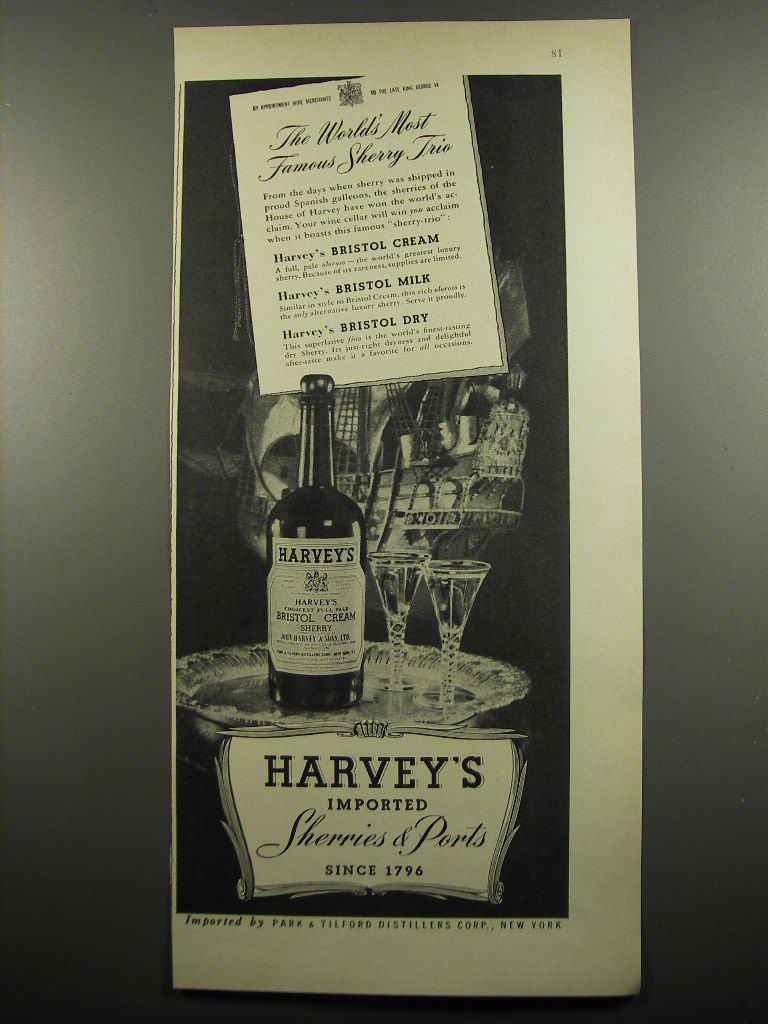 81
BY APPOINTMENT WINE MERCHANTS TO THE LATE KING GEORGE VI
The World's Most
Famous Sherry Trio
From the days when sherry was shipped in
proud Spanish galleons, the sherries of the
House of Harvey have won the world's ac-
claim. Your wine cellar will win you acclaim
when it boasts this famous "sherry-trio":
Harvey's BRISTOL CREAM
A full, pale oloroso — the world's greatest luxury
sherry. Because of its rareness, supplies are limited.
Harvey's BRISTOL MILK
Similar in style to Bristol Cream, this rich oloroso is
the only alternative luxury sherry. Serve it proudly.
Harvey's BRISTOL DRY
This superlative fino is the world's finest-tasting
dry Sherry. Its just-right dryness and delightful
after-taste make it a favorite for all occasions.
HARVEY'S
HARVEY'S
CHOICEST FULL PALE
BRISTOL CREAM
SHERRY
JOHN HARVEY & SONS, LTD.
PARK & TILFORD DISTILLERS CORP., NEW YORK, N.Y.
HARVEY'S
IMPORTED
Sherries & Ports
SINCE 1796
Imported by PARK & TILFORD DISTILLERS CORP., NEW YORK